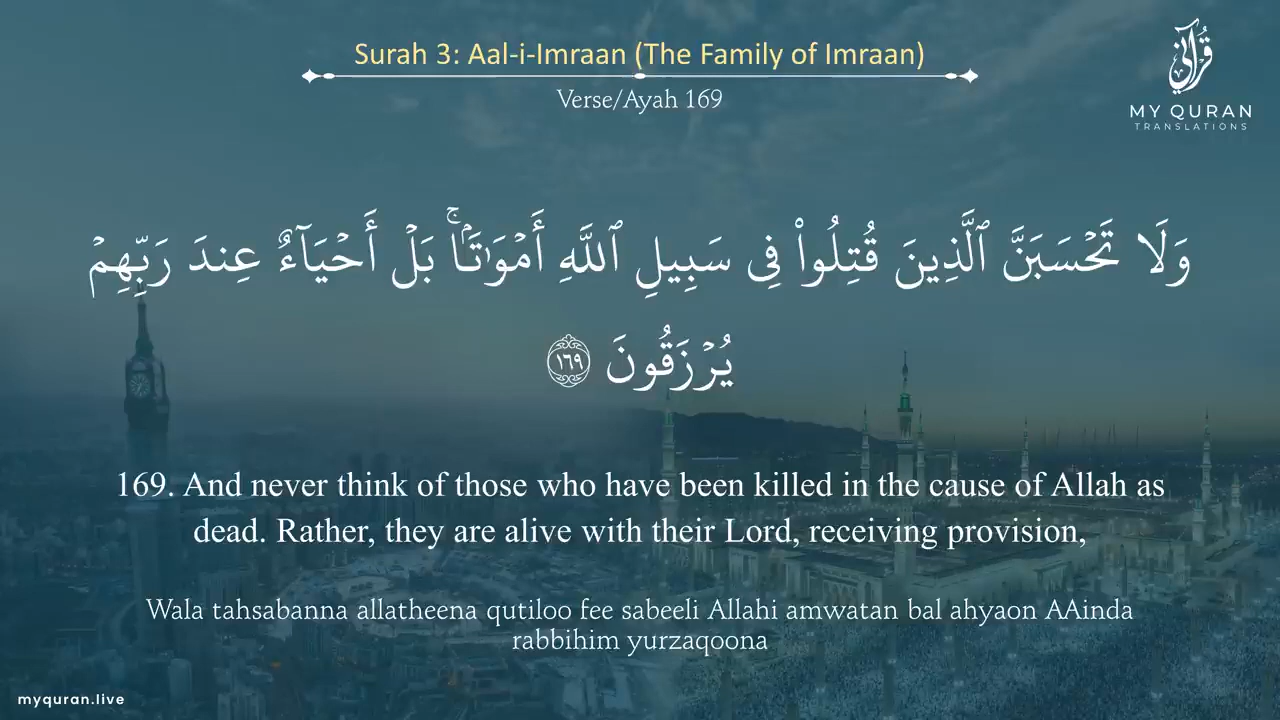 Surah 3: Aal-i-Imraan (The Family of Imraan)
Verse/Ayah 169
قُرْآنِي
MY QURAN
TRANSLATIONS
وَلَا تَحْسَبَنَّ ٱلَّذِينَ قُتِلُوا۟ فِى سَبِيلِ ٱللَّهِ أَمْوَٰتًۢا ۚ بَلْ أَحْيَآءٌ عِندَ رَبِّهِمْ
يُرْزَقُونَ ١٦٩
169. And never think of those who have been killed in the cause of Allah as
dead. Rather, they are alive with their Lord, receiving provision,
Wala tahsabanna allatheena qutiloo fee sabeeli Allahi amwatan bal ahyaon AAinda
rabbihim yurzaqoona
myquran.live